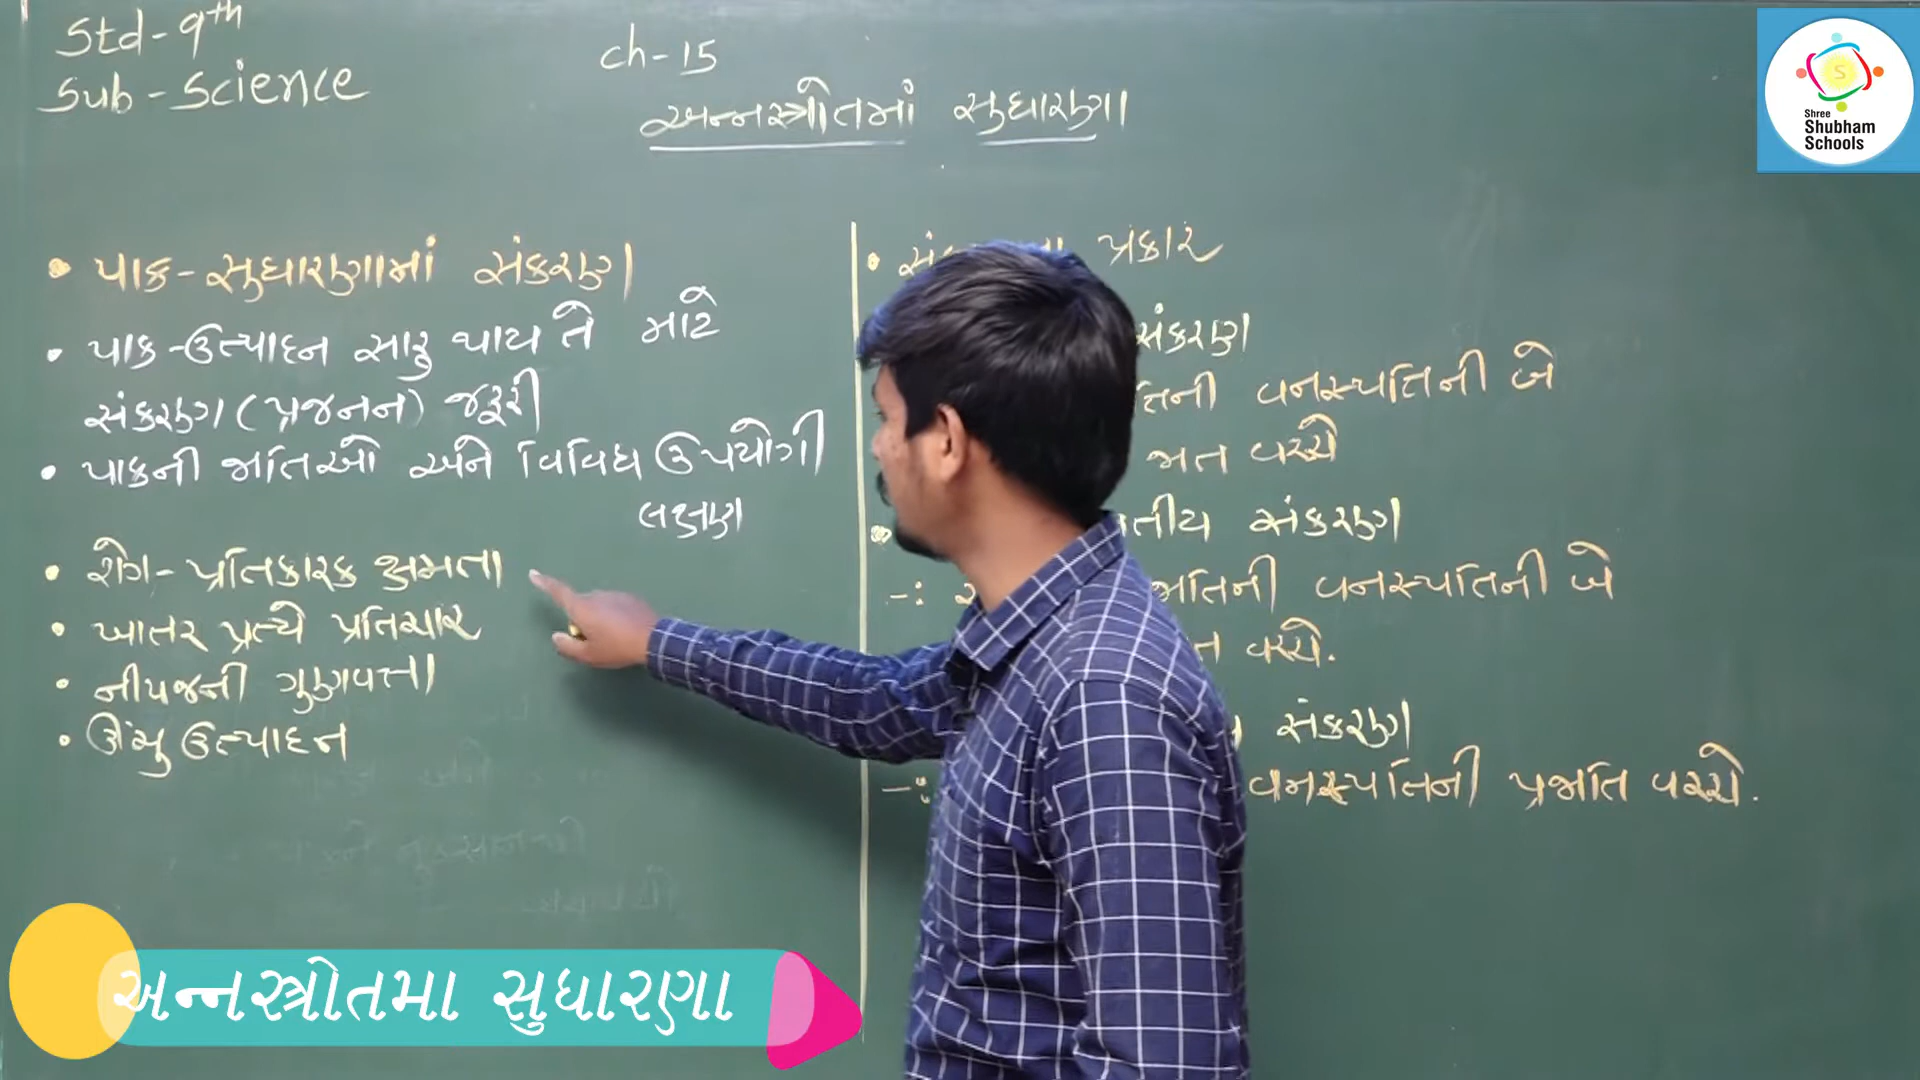 Std-9th
Sub-Science
ch-15
અન્નસ્ત્રોતમાં સુધારણા
Shree
Shubham
Schools
• પાક-સુધારણામાં સંકરણ
• પાક-ઉત્પાદન સારુ થાય તે માટે
સંકરણ(પ્રજનન) જરૂરી
• પાકની જાતિઓ અને વિવિધ ઉપયોગી
લક્ષણ
• રોગ-પ્રતિકારક ક્ષમતા
• ખાતર પ્રત્યે પ્રતિચાર
• નીપજની ગુણવત્તા
• ઊંચુ ઉત્પાદન
• પ્રકાર
સંકરણ
વનસ્પતિની બે
જાત વચ્ચે
• સંકરણ
-: વનસ્પતિની બે
વચ્ચે.
સંકરણ
-: વનસ્પતિની પ્રજાતિ વચ્ચે.
અન્નસ્ત્રોતમા સુધારણા